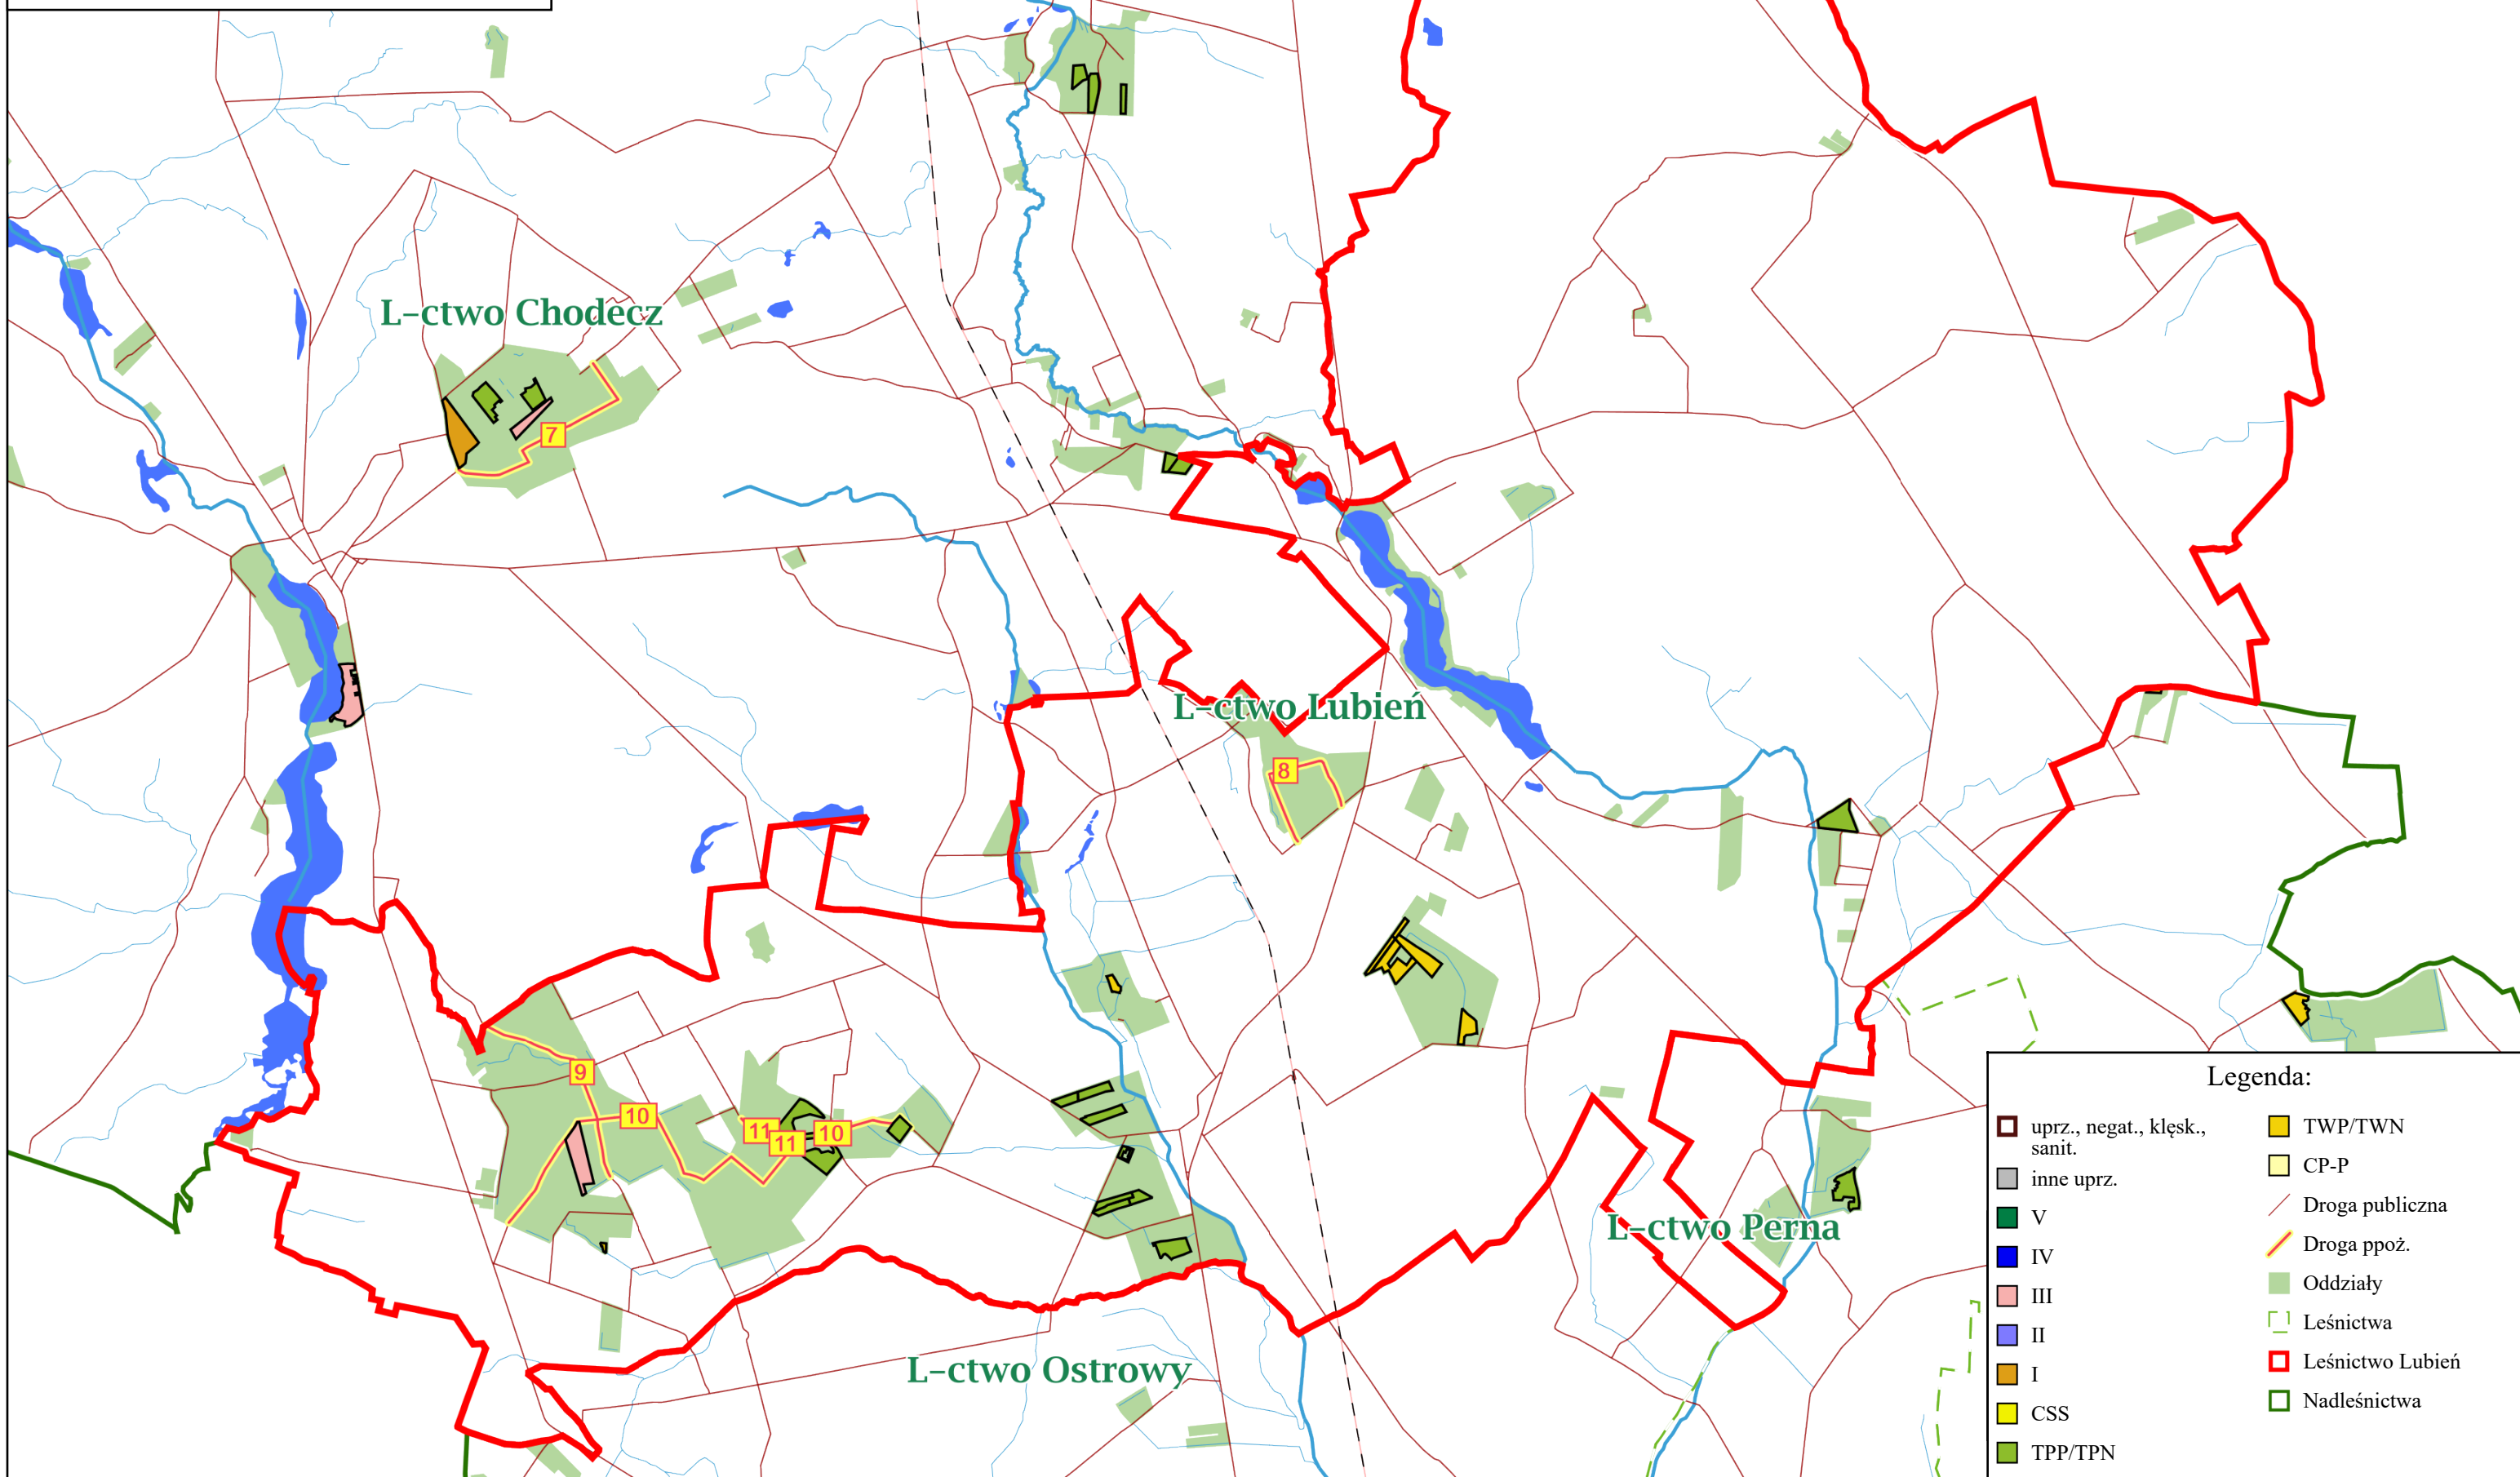 L-ctwo Chodecz
7
L-ctwo Lubień
8
9
10
11
11
10
L-ctwo Perna
L-ctwo Ostrowy
Legenda:
uprz., negat., klęsk.,
sanit.
inne uprz.
V
IV
III
II
I
CSS
TPP/TPN
TWP/TWN
CP-P
Droga publiczna
Droga ppoż.
Oddziały
Leśnictwa
Leśnictwo Lubień
Nadleśnictwa